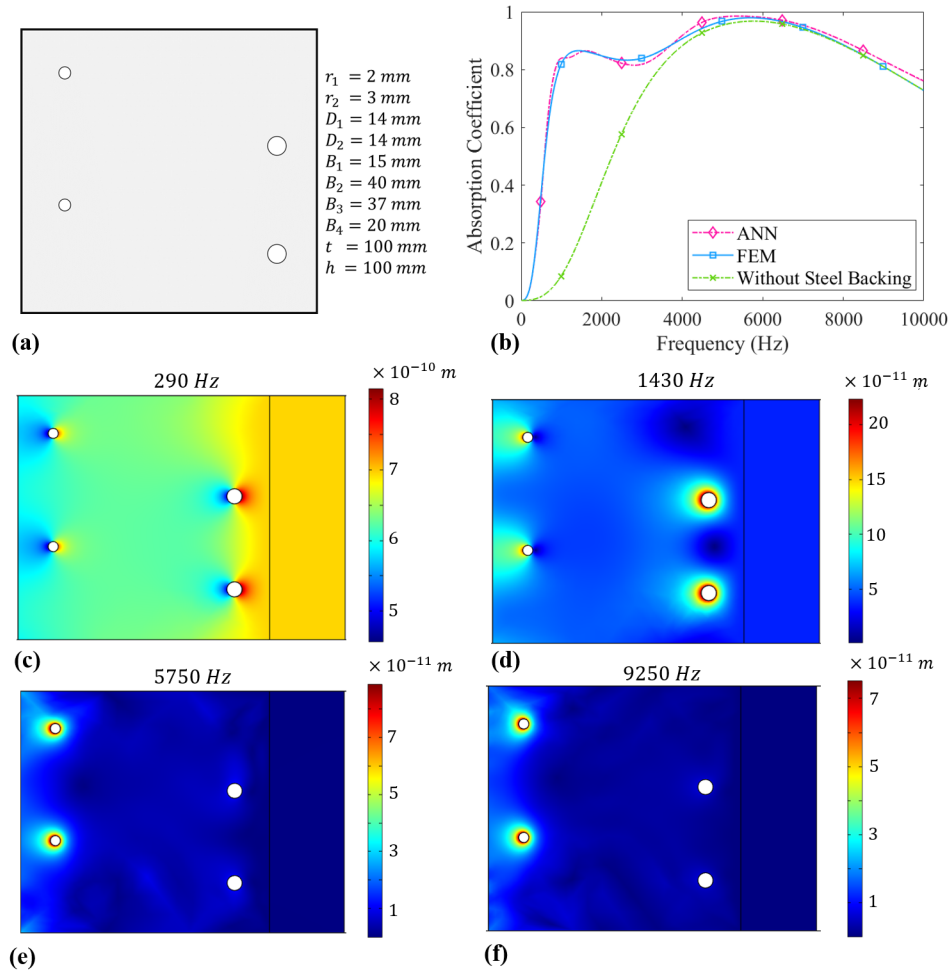 r₁ = 2 mm
r₂ = 3 mm
D₁ = 14 mm
D₂ = 14 mm
B₁ = 15 mm
B₂ = 40 mm
B₃ = 37 mm
B₄ = 20 mm
t = 100 mm
h = 100 mm
(a)
1
0.8
0.6
0.4
0.2
0
Absorption Coefficient
ANN
FEM
Without Steel Backing
0 2000 4000 6000 8000 10000
Frequency (Hz)
(b)
290 Hz
× 10⁻¹⁰ m
8
7
6
5
(c)
1430 Hz
× 10⁻¹¹ m
20
15
10
5
(d)
5750 Hz
× 10⁻¹¹ m
7
5
3
1
(e)
9250 Hz
× 10⁻¹¹ m
7
5
3
1
(f)